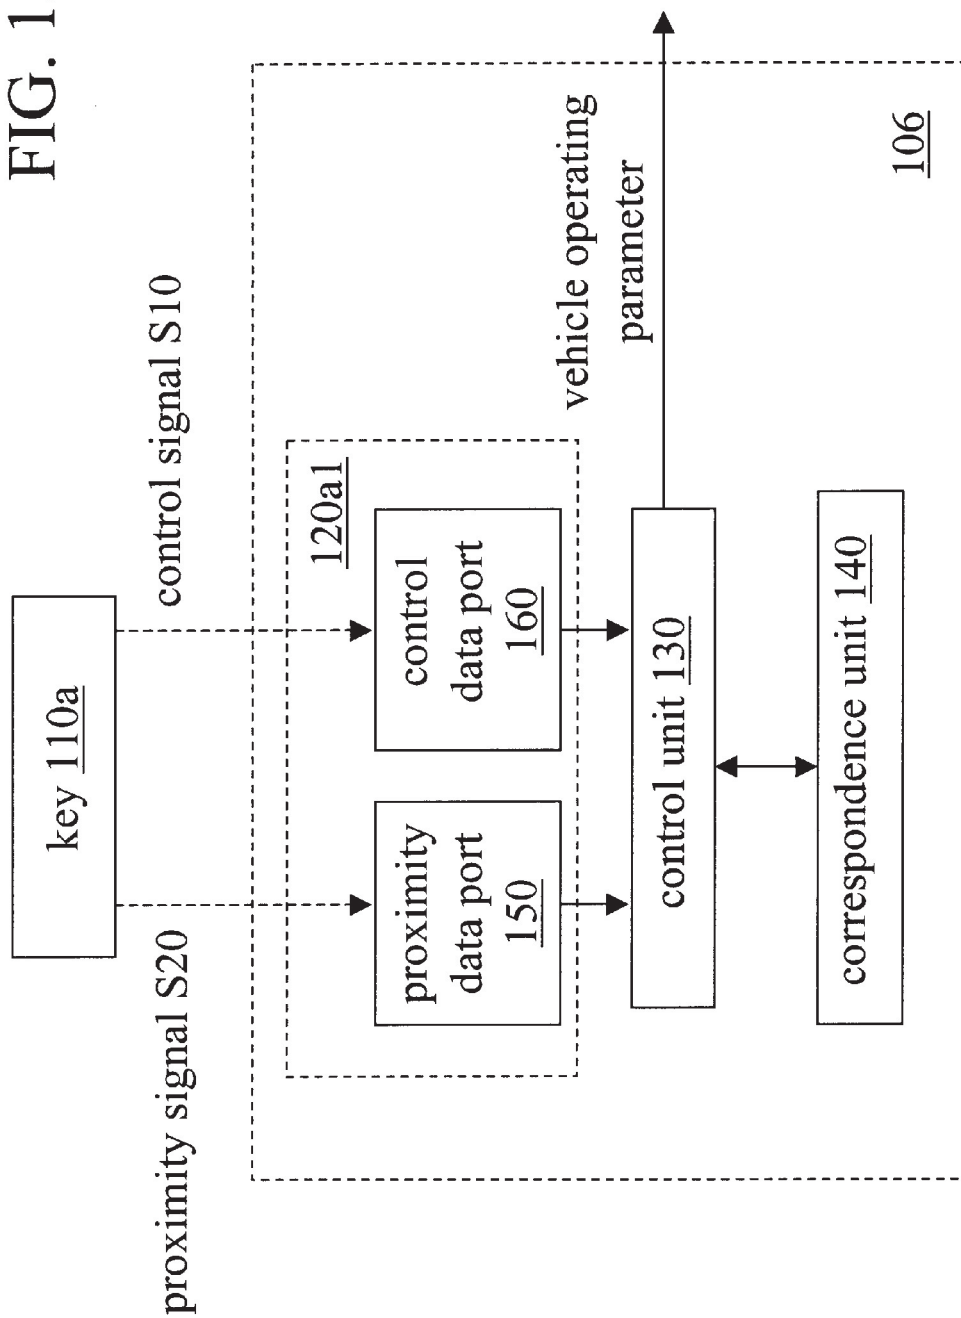 FIG. 1
key 110a
proximity signal S20
control signal S10
120a1
proximity
data port
150
control
data port
160
vehicle operating
parameter
control unit 130
correspondence unit 140
106